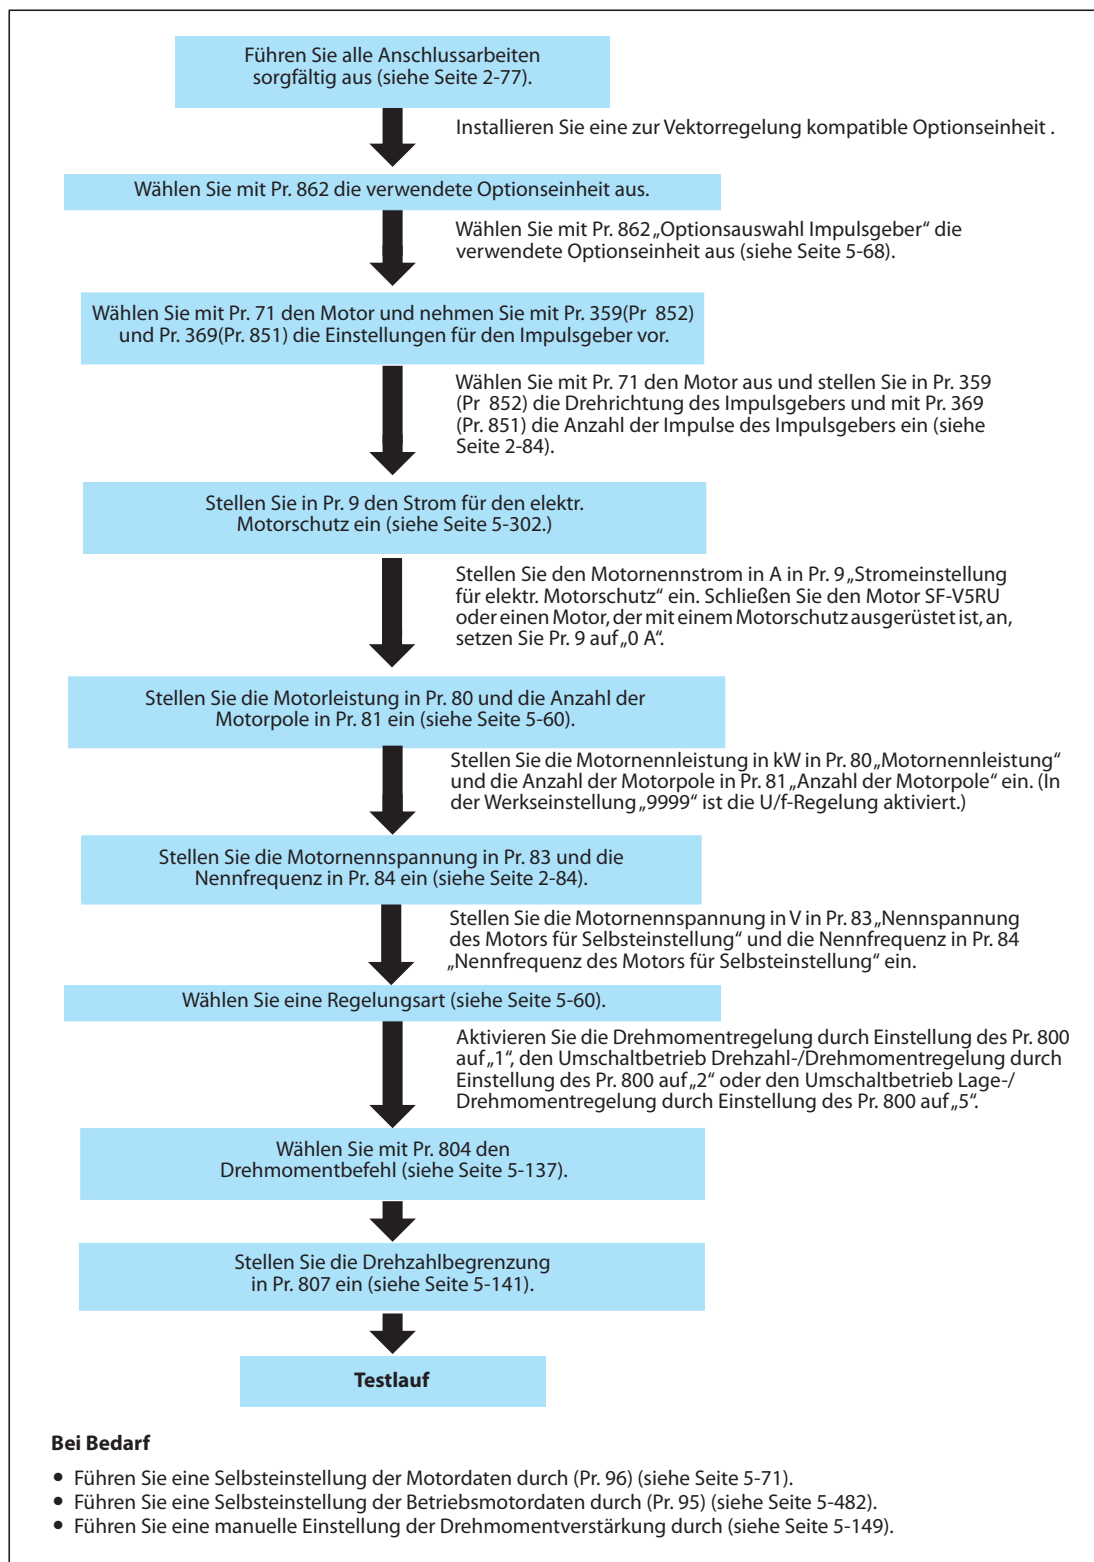 Führen Sie alle Anschlussarbeiten
sorgfältig aus (siehe Seite 2-77).
Installieren Sie eine zur Vektorregelung kompatible Optionseinheit .
Wählen Sie mit Pr. 862 die verwendete Optionseinheit aus.
Wählen Sie mit Pr. 862 „Optionsauswahl Impulsgeber“ die
verwendete Optionseinheit aus (siehe Seite 5-68).
Wählen Sie mit Pr. 71 den Motor und nehmen Sie mit Pr. 359(Pr 852)
und Pr. 369(Pr. 851) die Einstellungen für den Impulsgeber vor.
Wählen Sie mit Pr. 71 den Motor aus und stellen Sie in Pr. 359
(Pr 852) die Drehrichtung des Impulsgebers und mit Pr. 369
(Pr. 851) die Anzahl der Impulse des Impulsgebers ein (siehe
Seite 2-84).
Stellen Sie in Pr. 9 den Strom für den elektr.
Motorschutz ein (siehe Seite 5-302.)
Stellen Sie den Motornennstrom in A in Pr. 9 „Stromeinstellung
für elektr. Motorschutz“ ein. Schließen Sie den Motor SF-V5RU
oder einen Motor, der mit einem Motorschutz ausgerüstet ist, an,
setzen Sie Pr. 9 auf „0 A“.
Stellen Sie die Motorleistung in Pr. 80 und die Anzahl der
Motorpole in Pr. 81 ein (siehe Seite 5-60).
Stellen Sie die Motornennleistung in kW in Pr. 80 „Motornennleistung“
und die Anzahl der Motorpole in Pr. 81 „Anzahl der Motorpole“ ein. (In
der Werkseinstellung „9999“ ist die U/f-Regelung aktiviert.)
Stellen Sie die Motornennspannung in Pr. 83 und die
Nennfrequenz in Pr. 84 ein (siehe Seite 2-84).
Stellen Sie die Motornennspannung in V in Pr. 83 „Nennspannung
des Motors für Selbsteinstellung“ und die Nennfrequenz in Pr. 84
„Nennfrequenz des Motors für Selbsteinstellung“ ein.
Wählen Sie eine Regelungsart (siehe Seite 5-60).
Aktivieren Sie die Drehmomentregelung durch Einstellung des Pr. 800
auf „1“, den Umschaltbetrieb Drehzahl-/Drehmomentregelung durch
Einstellung des Pr. 800 auf „2“ oder den Umschaltbetrieb Lage-/
Drehmomentregelung durch Einstellung des Pr. 800 auf „5“.
Wählen Sie mit Pr. 804 den
Drehmomentbefehl (siehe Seite 5-137).
Stellen Sie die Drehzahlbegrenzung
in Pr. 807 ein (siehe Seite 5-141).
Testlauf
Bei Bedarf
● Führen Sie eine Selbsteinstellung der Motordaten durch (Pr. 96) (siehe Seite 5-71).
● Führen Sie eine Selbsteinstellung der Betriebsmotordaten durch (Pr. 95) (siehe Seite 5-482).
● Führen Sie eine manuelle Einstellung der Drehmomentverstärkung durch (siehe Seite 5-149).